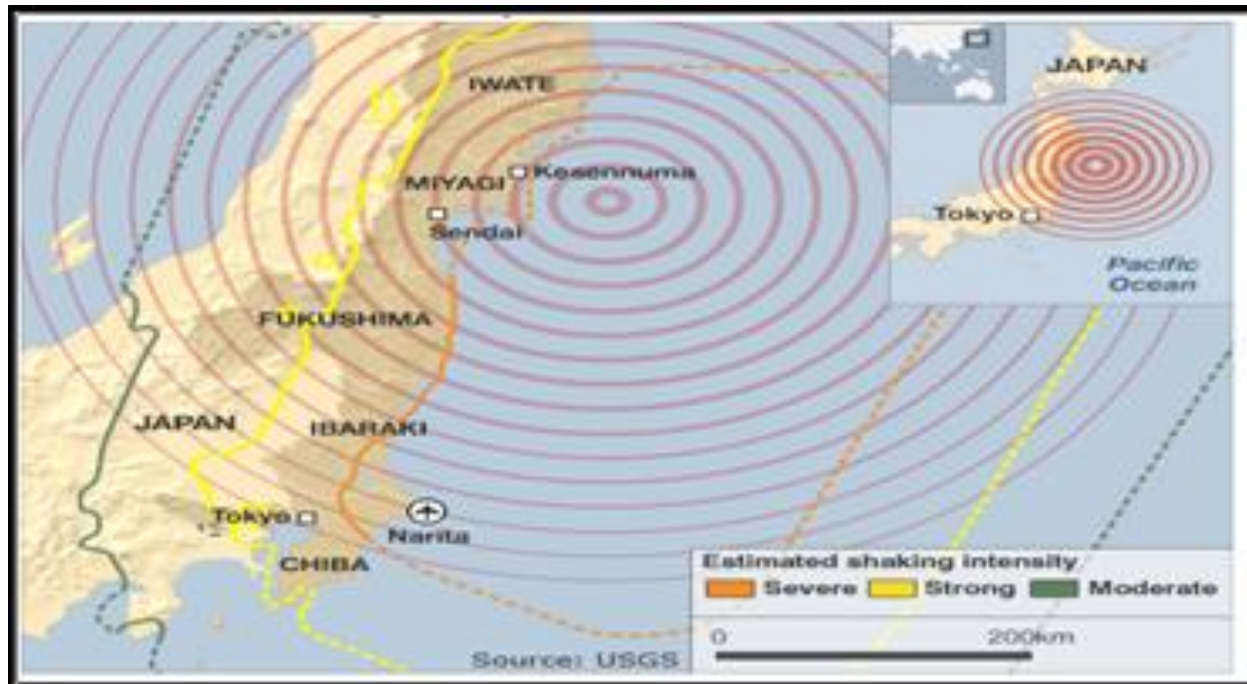 JAPAN
IWATE
Kesennuma
MIYAGI
Sendai
Tokyo
Pacific
Ocean
FUKUSHIMA
JAPAN
IBARAKI
Tokyo
Narita
CHIBA
Estimated shaking intensity
Severe Strong Moderate
0 200km
Source: USGS